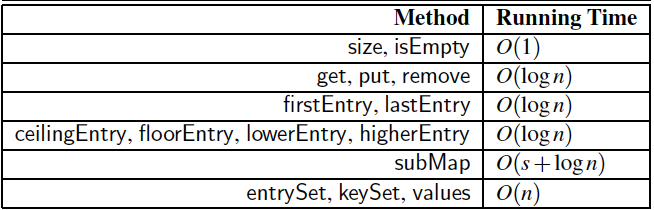 Method Running Time
size, isEmpty O(1)
get, put, remove O(log n)
firstEntry, lastEntry O(log n)
ceilingEntry, floorEntry, lowerEntry, higherEntry O(log n)
subMap O(s+log n)
entrySet, keySet, values O(n)